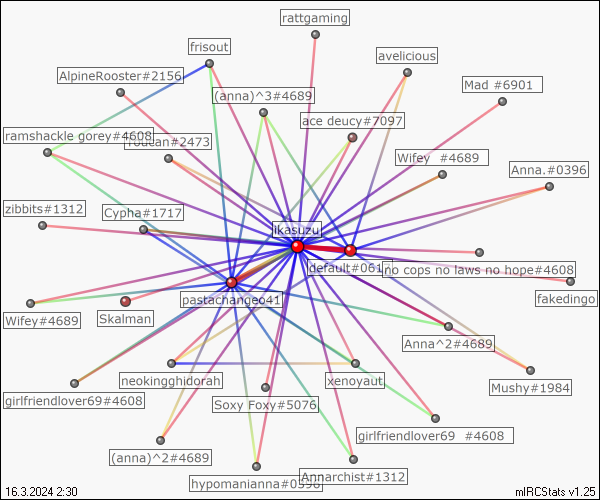 rattgaming
frisout
avelicious
AlpineRooster#2156
Mad #6901
(anna)^3#4689
ace deucy#7097
ramshackle gorey#4608
Toucan#2473
Wifey #4689
Anna.#0396
zibbits#1312
Cypha#1717
ikasuzu
default#061
no cops no laws no hope#4608
pastachangeo41
fakedingo
Wifey#4689
Skalman
Anna^2#4689
neokingghidorah
xenoyaut
Mushy#1984
girlfriendlover69#4608
Soxy Foxy#5076
girlfriendlover69 #4608
(anna)^2#4689
hypomanianna#0396
Annarchist#1312
16.3.2024 2:30
mIRCStats v1.25